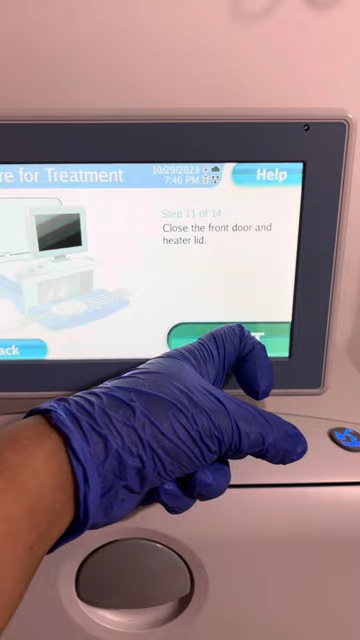 re for Treatment
10/29/2023
7:46 PM
Help
Step 11 of 14
Close the front door and
heater lid.
ack
T